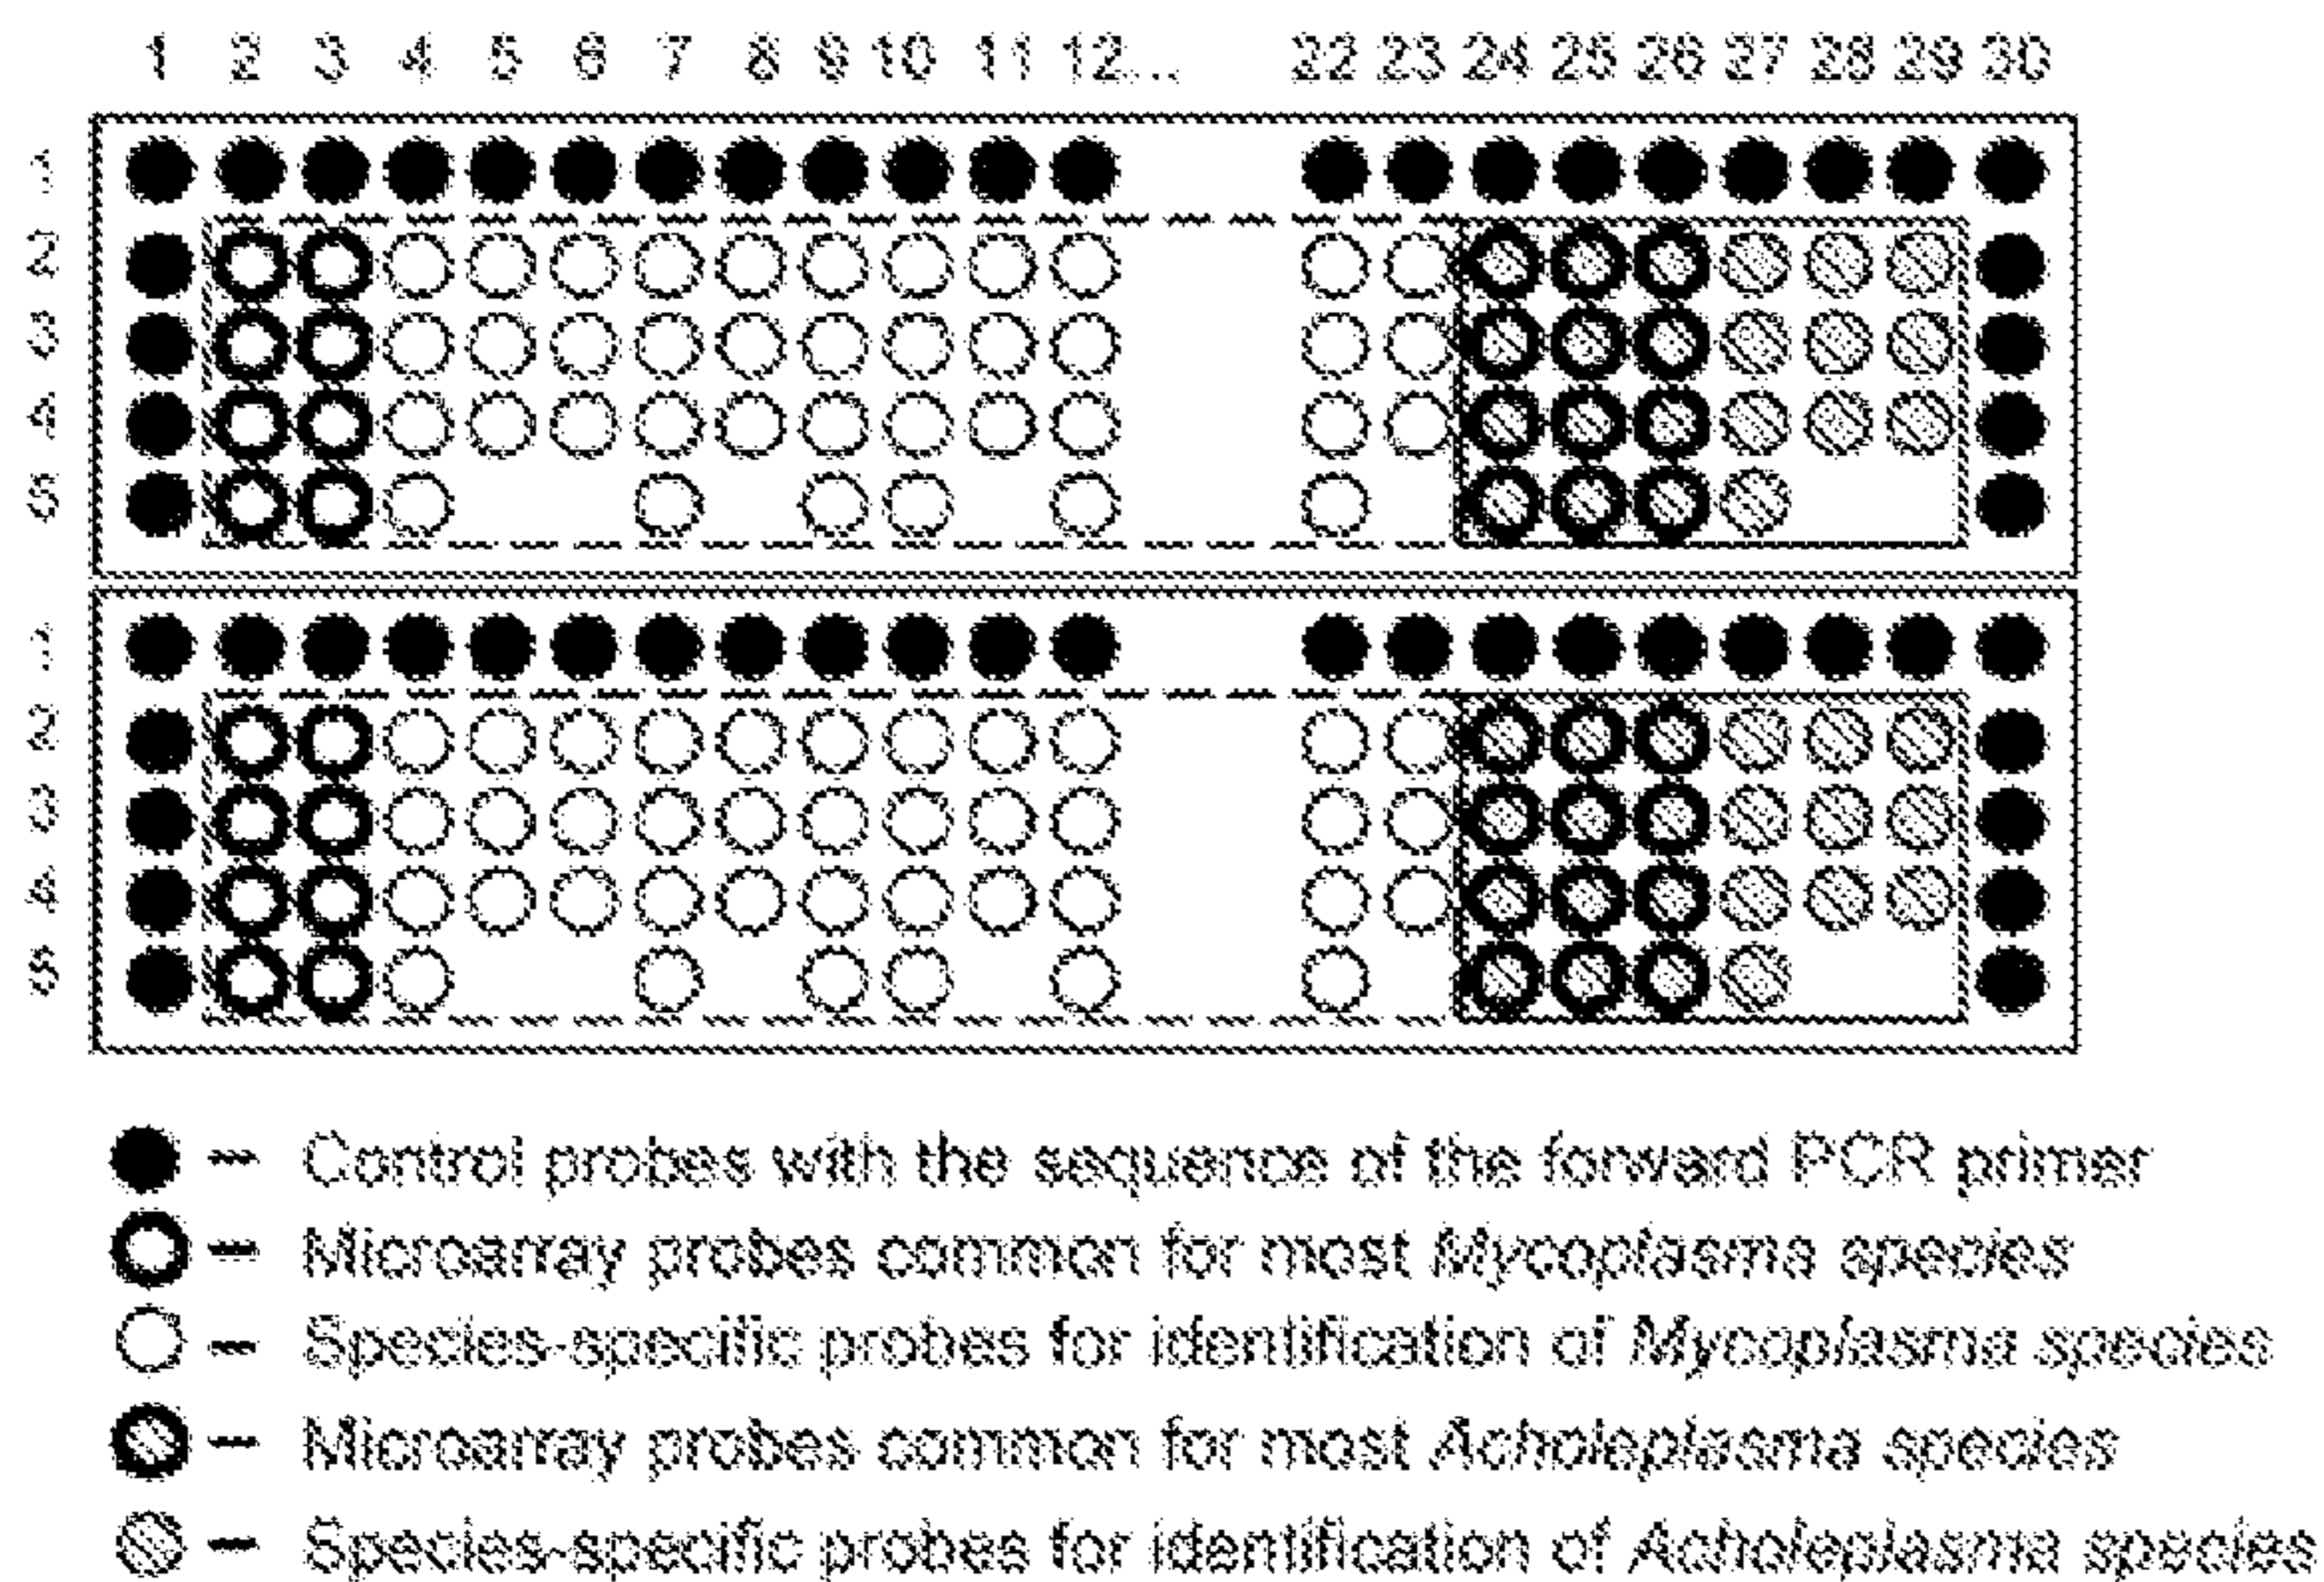 1 2 3 4 5 6 7 8 9 10 11 12... 22 23 24 25 26 27 28 29 30
1
2
3
4
5
1
2
3
4
5
– Control probes with the sequence of the forward PCR primer
– Microarray probes common for most Mycoplasma species
– Species-specific probes for identification of Mycoplasma species
– Microarray probes common for most Acholeplasma species
– Species-specific probes for identification of Acholeplasma species